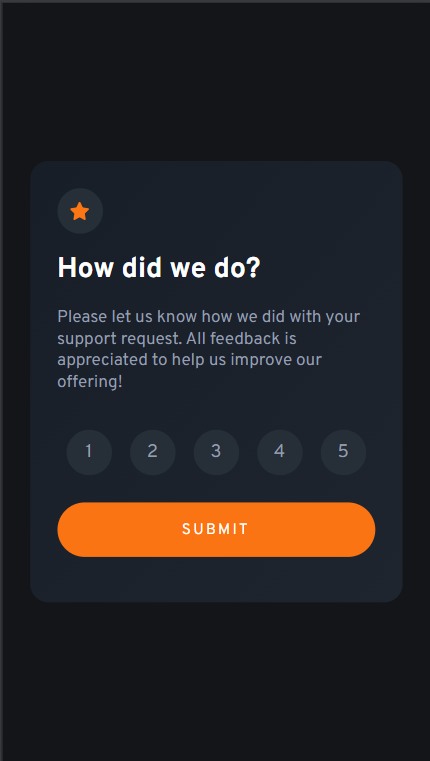 How did we do?
Please let us know how we did with your
support request. All feedback is
appreciated to help us improve our
offering!
1 2 3 4 5
SUBMIT